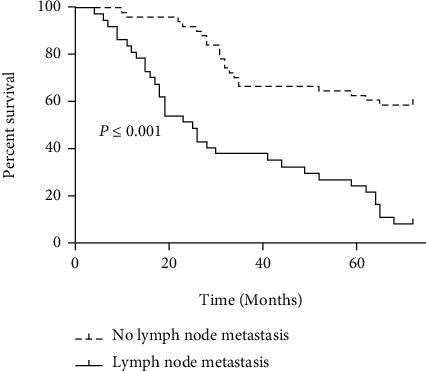 100
80
60
40
20
0
Percent survival
P ≤ 0.001
0 20 40 60
Time (Months)
No lymph node metastasis
Lymph node metastasis